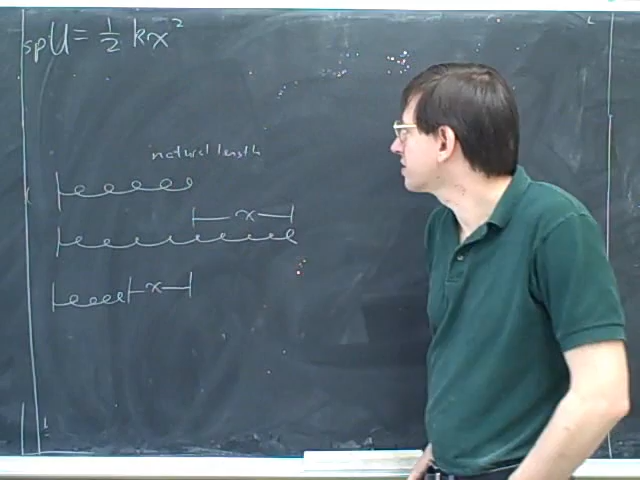 spU = 1/2 kx²
natural length
x
x